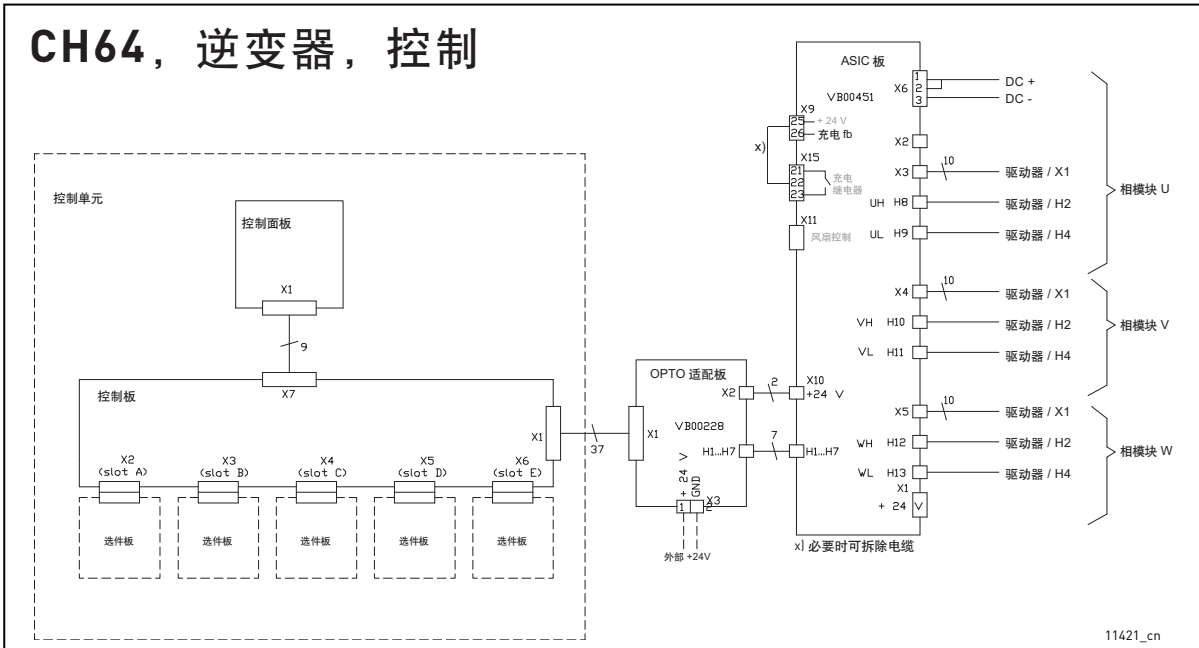 CH64，逆变器，控制
控制单元
控制面板
X1
9
X7
控制板
X1
37
X2
(slot A)
X3
(slot B)
X4
(slot C)
X5
(slot D)
X6
(slot E)
选件板
选件板
选件板
选件板
选件板
OPTO 适配板
X1
X2
2
VB00228
H1...H7
7
+ 24 V
GND
1
2
X3
外部 +24V
ASIC 板
VB00451
X9
25
+ 24 V
26
充电 fb
x)
X15
21
22
23
充电
继电器
X11
风扇控制
X10
+24 V
H1...H7
X6
1
2
3
DC +
DC -
X2
X3
10
驱动器 / X1
UH H8
驱动器 / H2
UL H9
驱动器 / H4
相模块 U
X4
10
驱动器 / X1
VH H10
驱动器 / H2
VL H11
驱动器 / H4
相模块 V
X5
10
驱动器 / X1
WH H12
驱动器 / H2
WL H13
驱动器 / H4
相模块 W
X1
+ 24 V
x) 必要时可拆除电缆
11421_cn